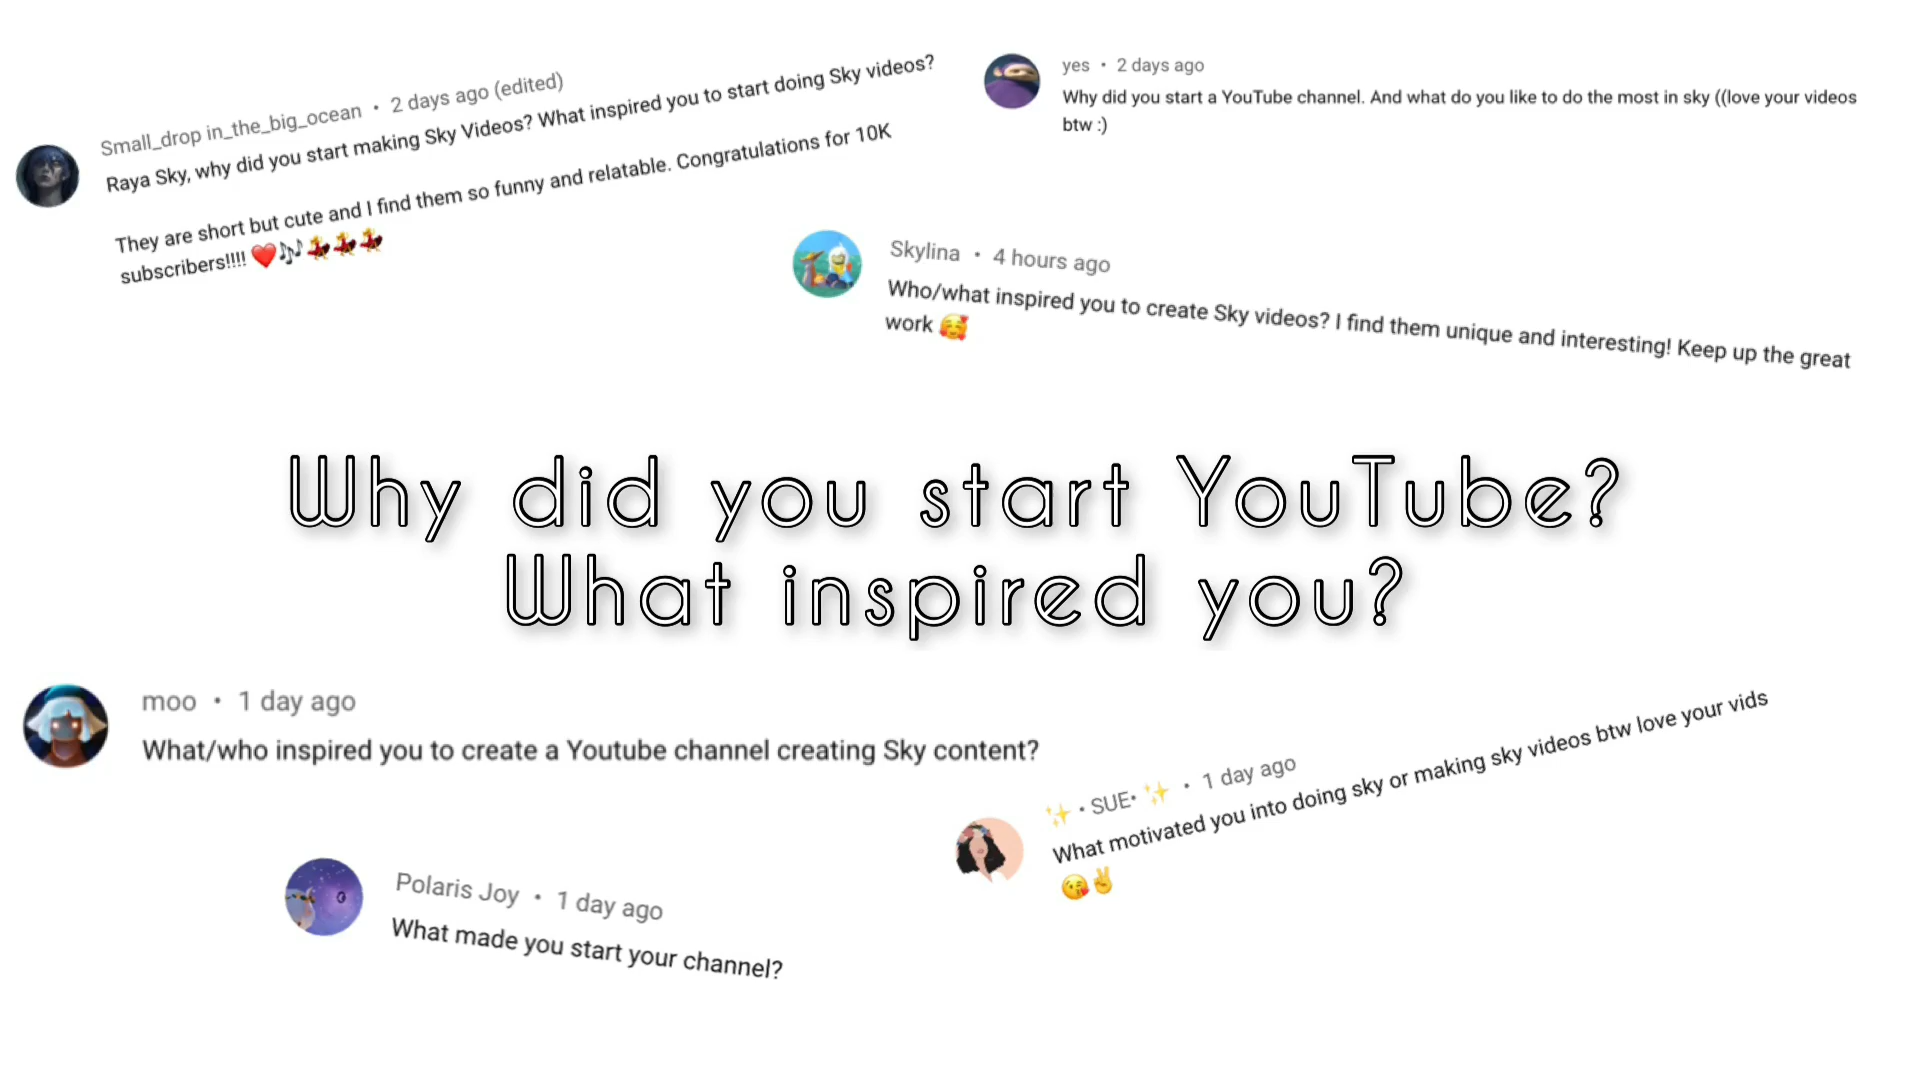 Small_drop in_the_big_ocean • 2 days ago (edited)
Raya Sky, why did you start making Sky Videos? What inspired you to start doing Sky videos?
They are short but cute and I find them so funny and relatable. Congratulations for 10K
subscribers!!!! ❤️🎶💃💃💃
yes • 2 days ago
Why did you start a YouTube channel. And what do you like to do the most in sky ((love your videos
btw :)
Skylina • 4 hours ago
Who/what inspired you to create Sky videos? I find them unique and interesting! Keep up the great
work 🥰
Why did you start YouTube?
What inspired you?
moo • 1 day ago
What/who inspired you to create a Youtube channel creating Sky content?
✨ • SUE• ✨ • 1 day ago
What motivated you into doing sky or making sky videos btw love your vids
😘✌️
Polaris Joy • 1 day ago
What made you start your channel?